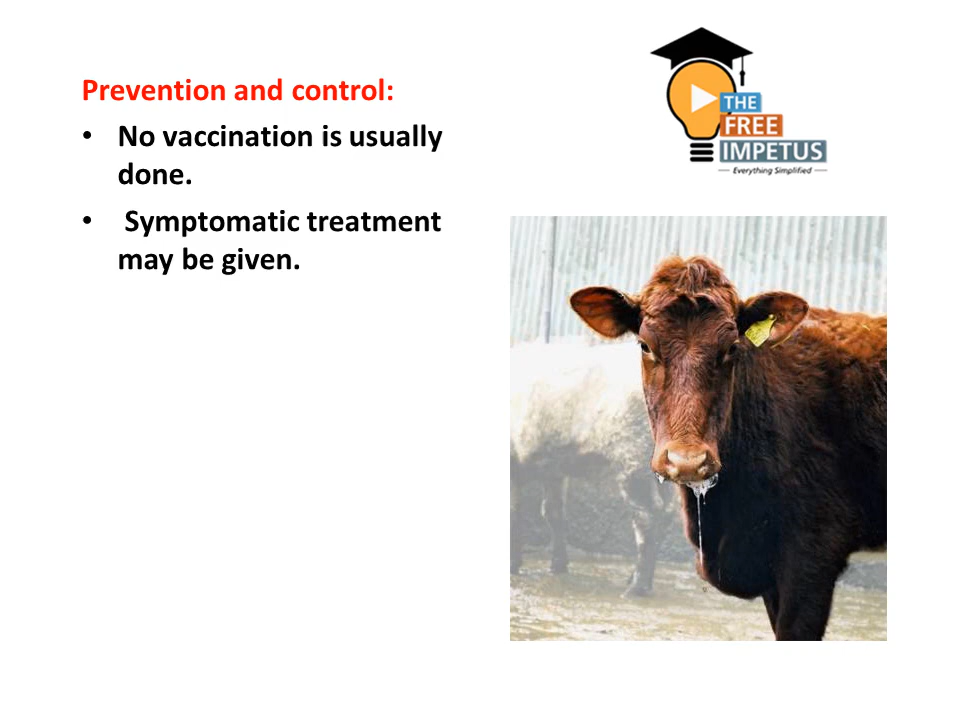 Prevention and control:
• No vaccination is usually
done.
• Symptomatic treatment
may be given.
THE
FREE
IMPETUS
Everything Simplified